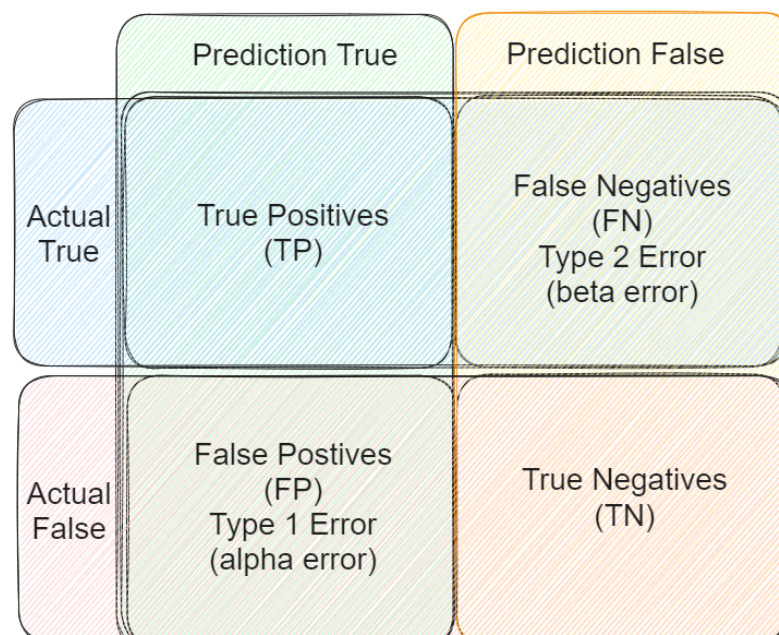 Prediction True
Prediction False
Actual
True
True Positives
(TP)
False Negatives
(FN)
Type 2 Error
(beta error)
Actual
False
False Postives
(FP)
Type 1 Error
(alpha error)
True Negatives
(TN)